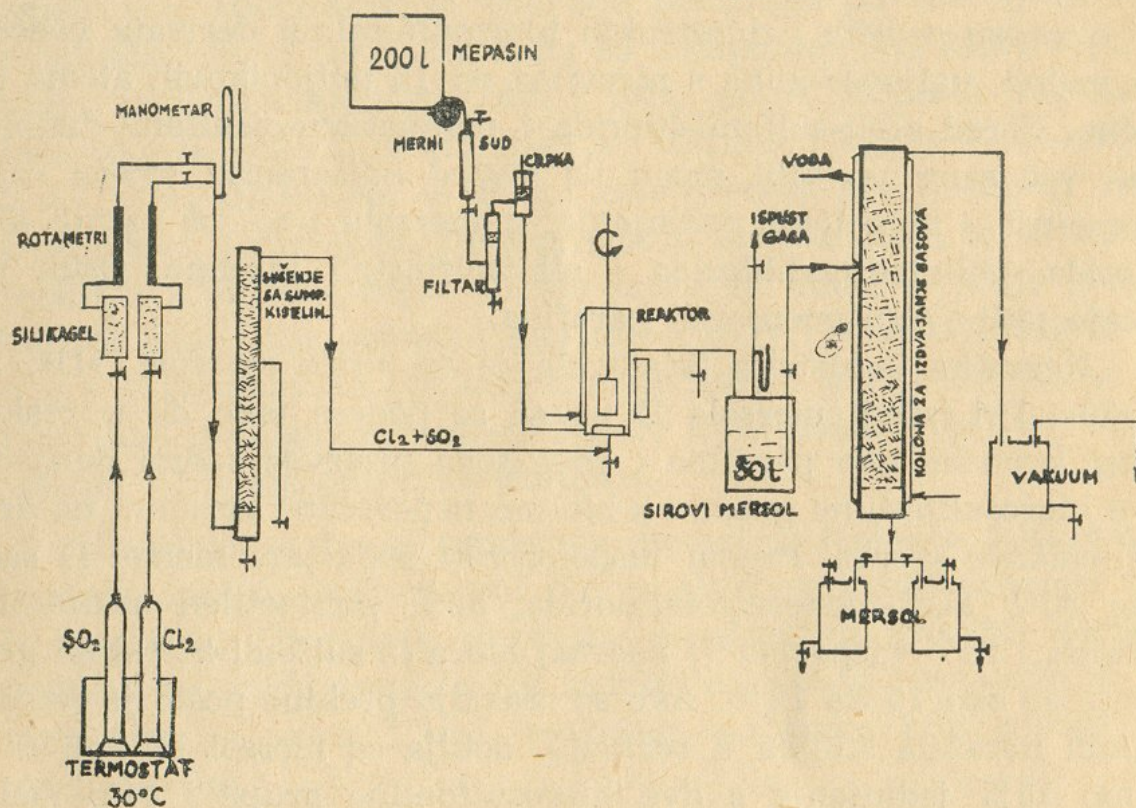 200 l
MEPASIN
MANOMETAR
MERNI SUD
CRPKA
VODA
ISPUST
GASA
ROTAMETRI
SUŠENJE
SA SUMP.
KISELIN.
FILTAR
REAKTOR
SILIKAGEL
KOLONA ZA IZDVAJANJE GASOVA
Cl₂+SO₂
30 l
SIROVI MERSOL
VAKUUM
MERSOL
SO₂
Cl₂
TERMOSTAT
30°C